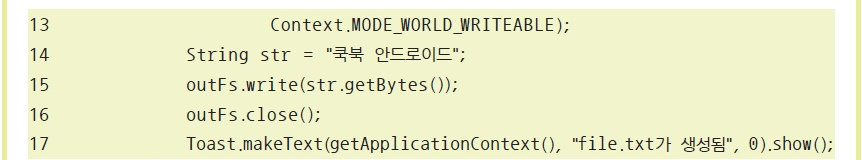 13 Context.MODE_WORLD_WRITEABLE);
14 String str = "쿡북 안드로이드";
15 outFs.write(str.getBytes());
16 outFs.close();
17 Toast.makeText(getApplicationContext(), "file.txt가 생성됨", 0).show();